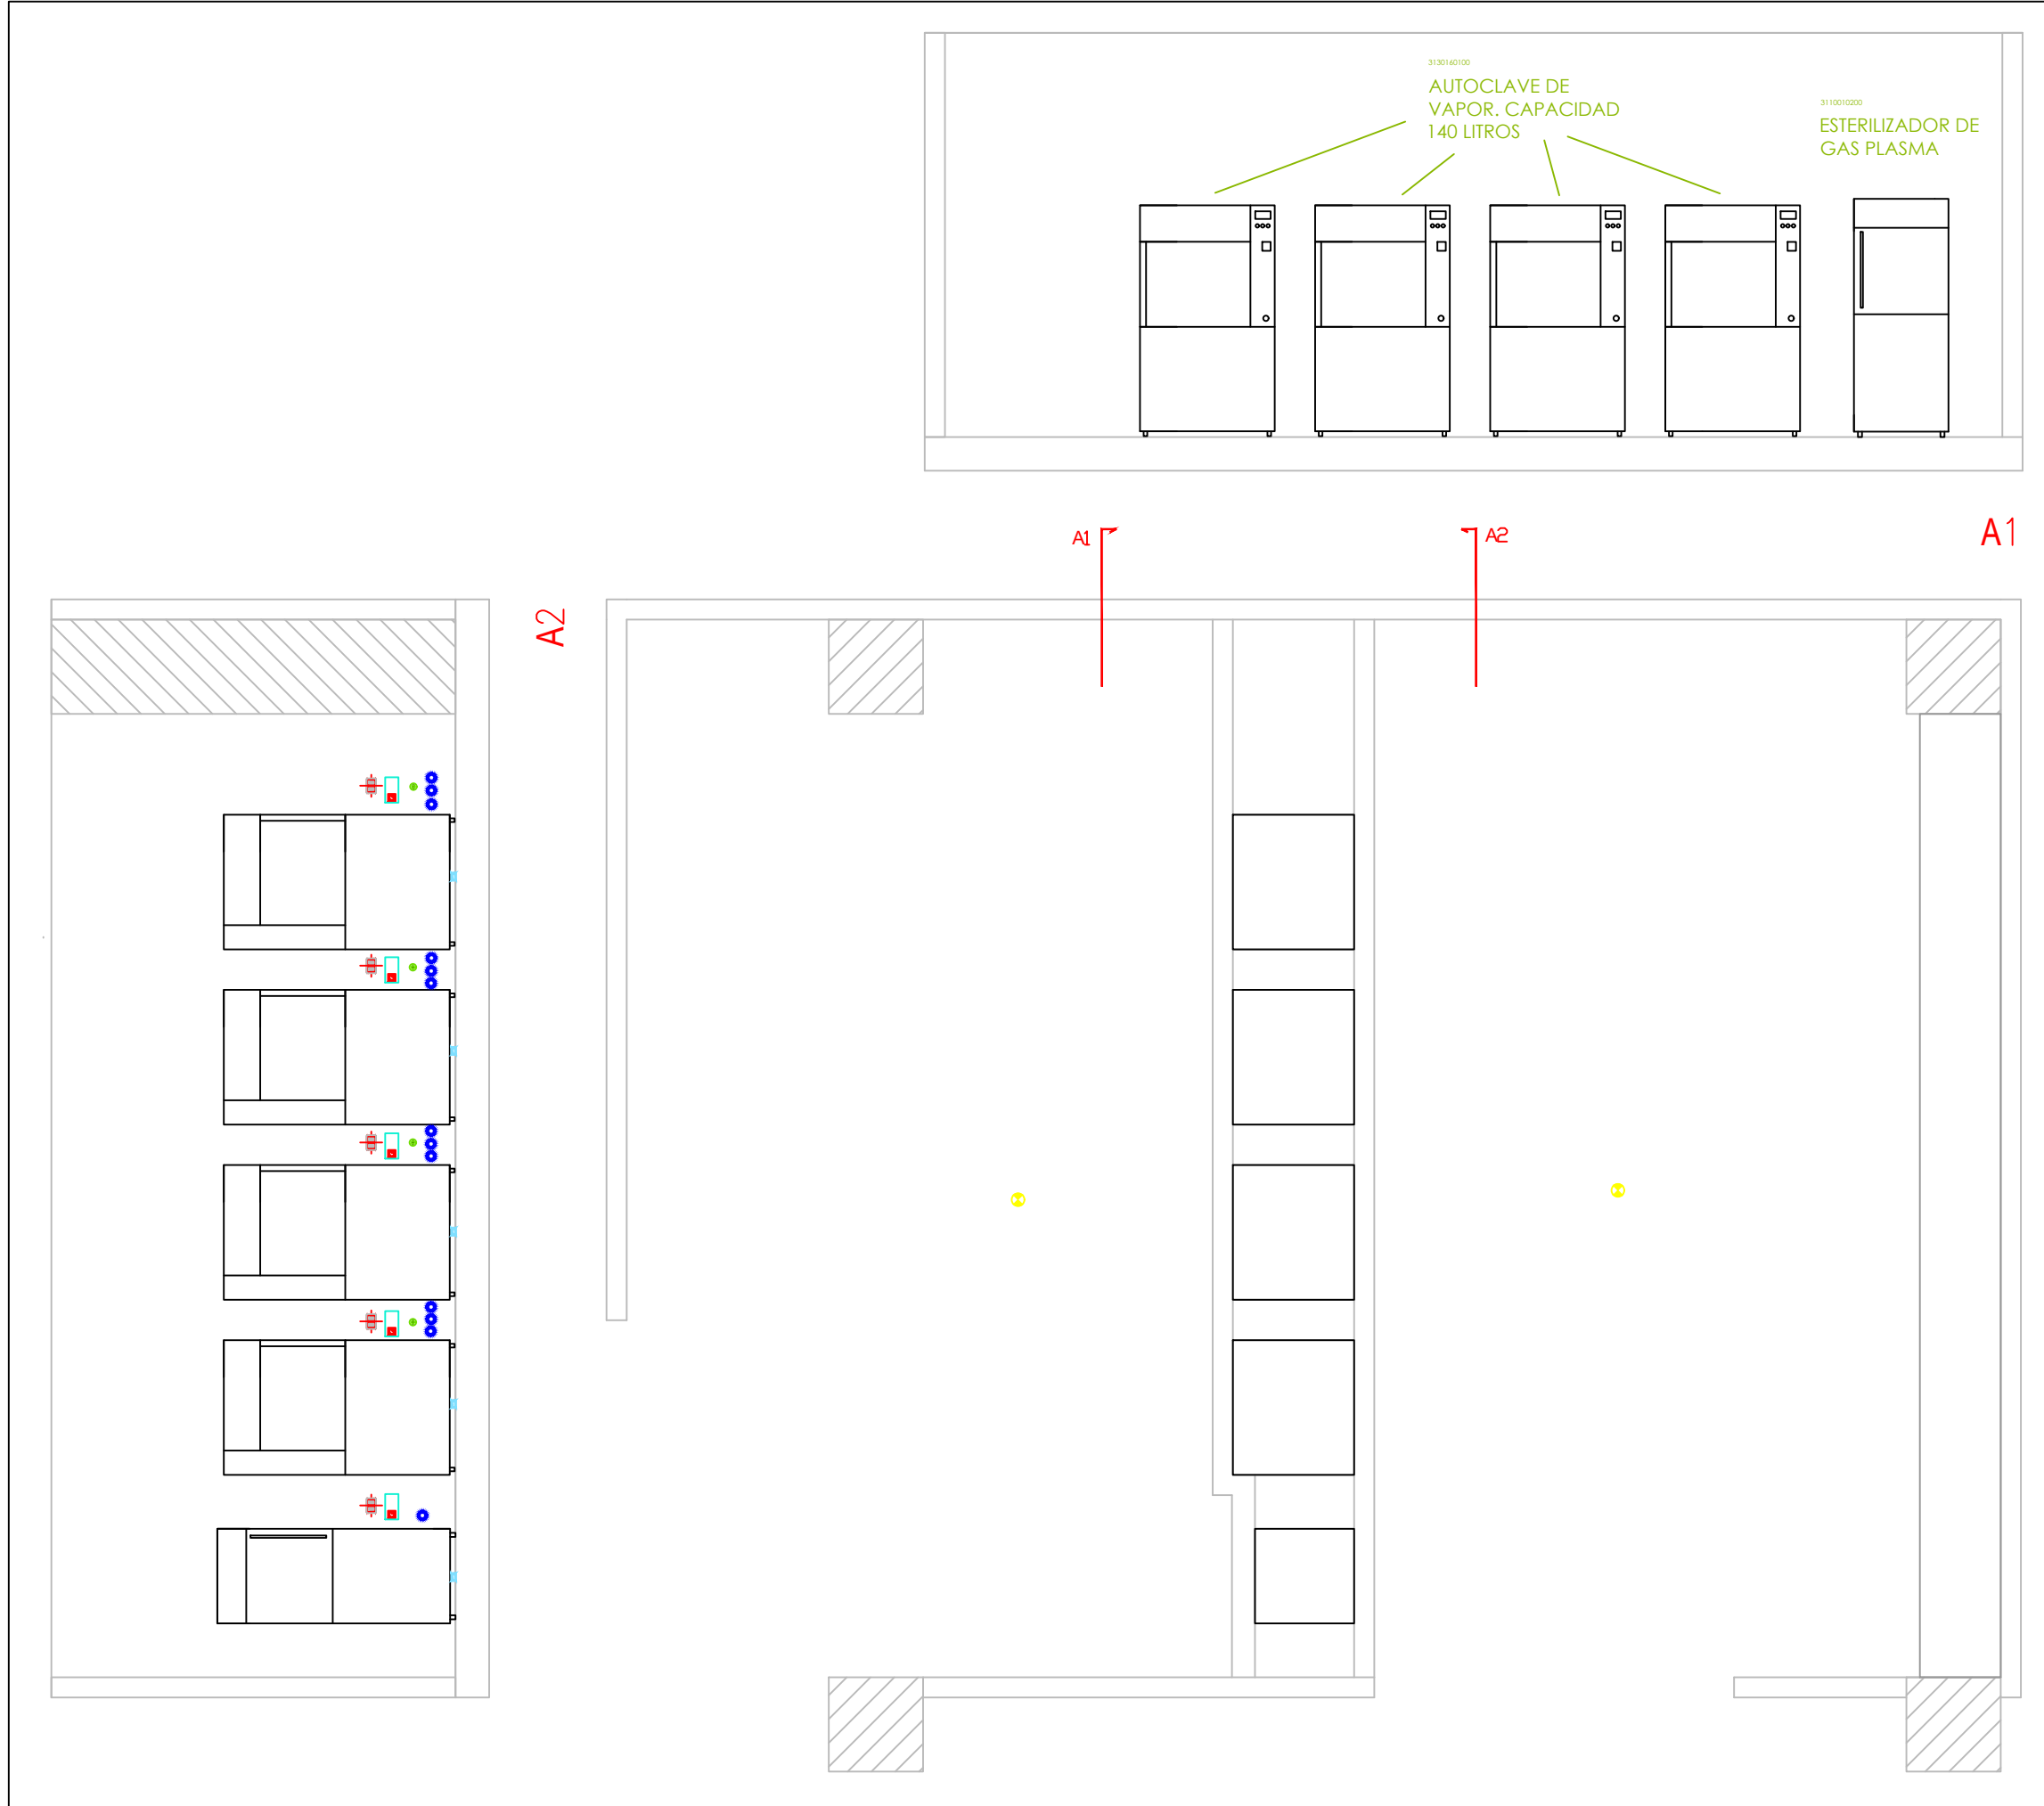 3130160100
AUTOCLAVE DE
VAPOR. CAPACIDAD
140 LITROS
3110010200
ESTERILIZADOR DE
GAS PLASMA
A1
A2
A1
A2